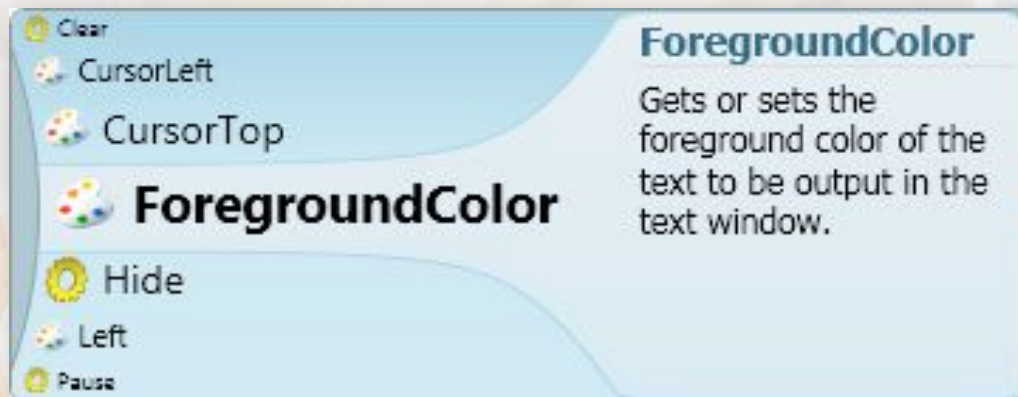 Clear
CursorLeft
CursorTop
ForegroundColor
Hide
Left
Pause
ForegroundColor
Gets or sets the
foreground color of the
text to be output in the
text window.